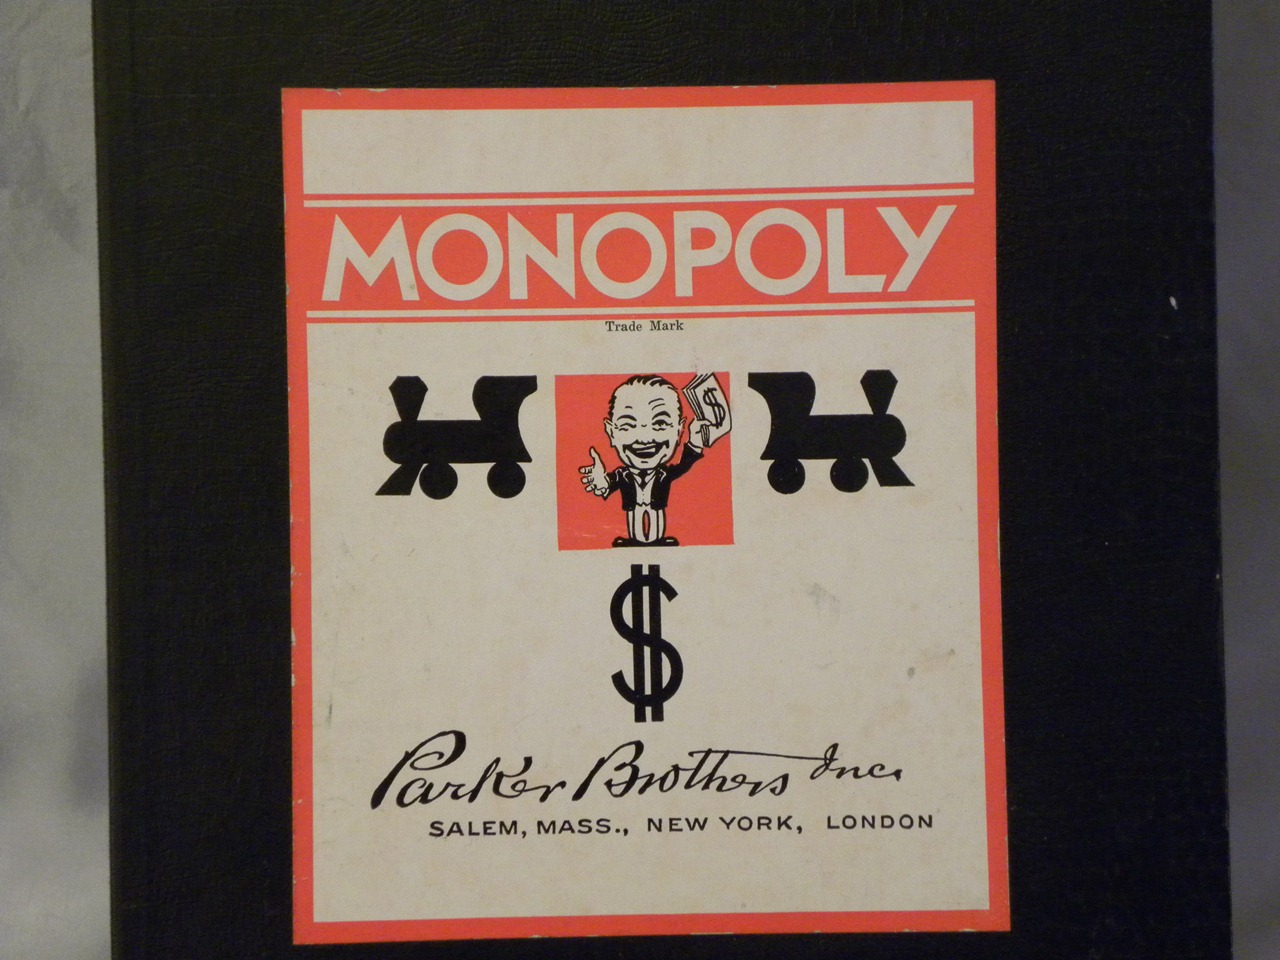 MONOPOLY
Trade Mark
$
$
Parker Brothers Inc.
SALEM, MASS., NEW YORK, LONDON